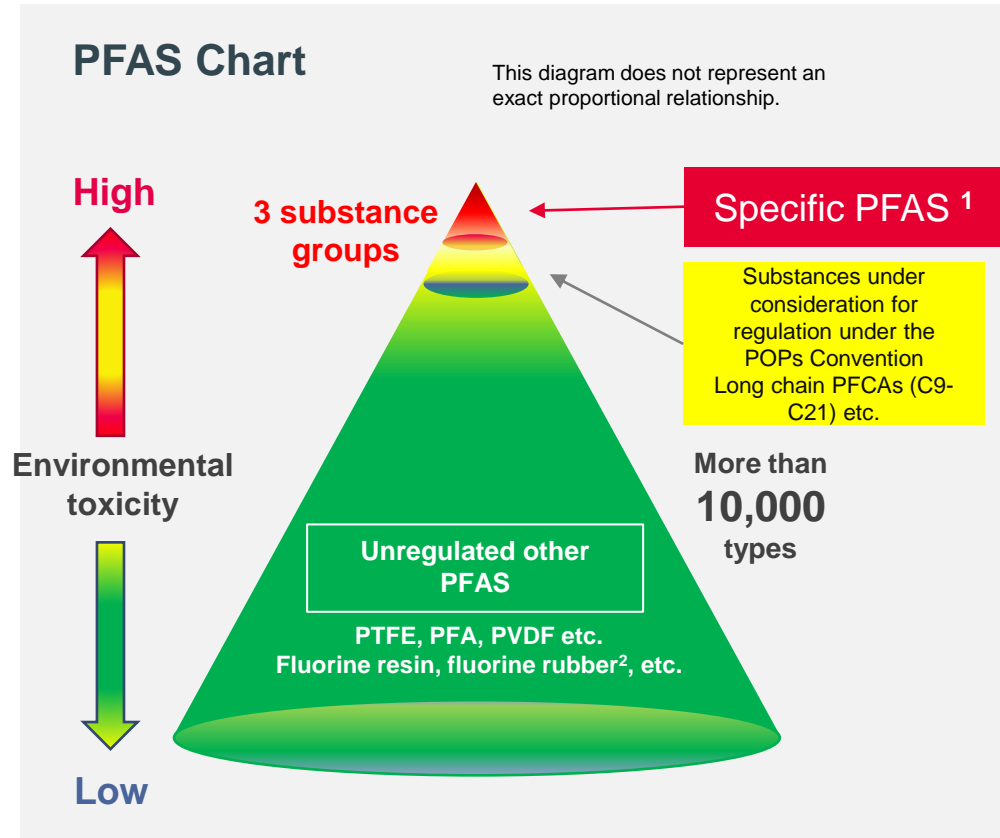 PFAS Chart
This diagram does not represent an
exact proportional relationship.
High
3 substance
groups
Specific PFAS 1
Substances under
consideration for
regulation under the
POPs Convention
Long chain PFCAs (C9-
C21) etc.
Environmental
toxicity
More than
10,000
types
Unregulated other
PFAS
PTFE, PFA, PVDF etc.
Fluorine resin, fluorine rubber2, etc.
Low